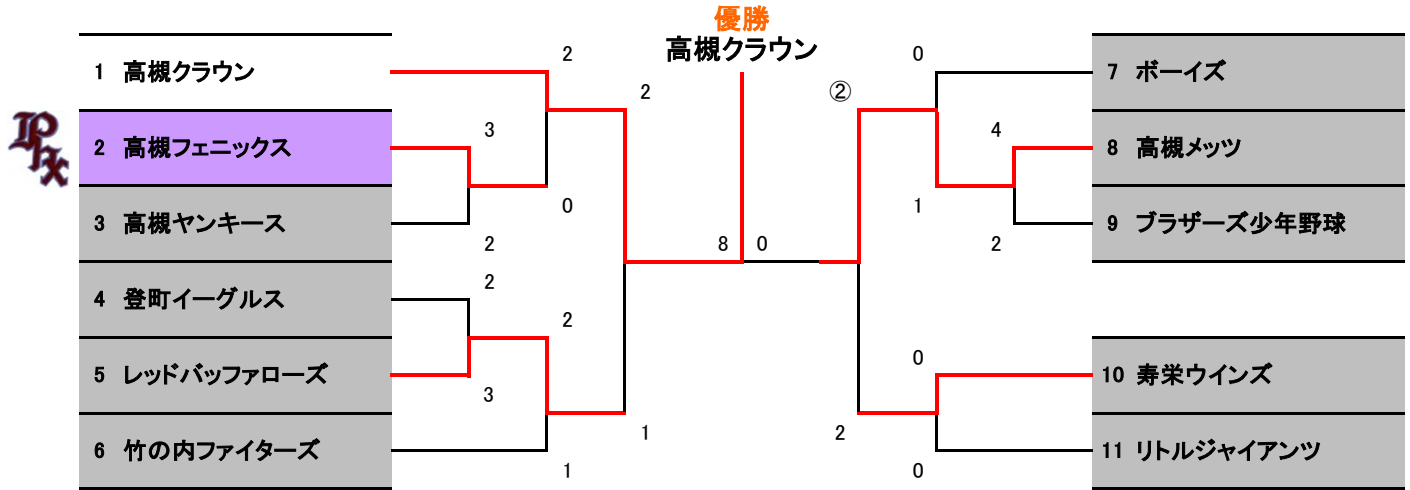 優勝
高槻クラウン
1 高槻クラウン
2 高槻フェニックス
3 高槻ヤンキース
4 登町イーグルス
5 レッドバッファローズ
6 竹の内ファイターズ
2
3
0
2
2
2
3
1
2
1
8 0
②
2
0
1
4
2
0
0
7 ボーイズ
8 高槻メッツ
9 ブラザーズ少年野球
10 寿栄ウインズ
11 リトルジャイアンツ
Phx